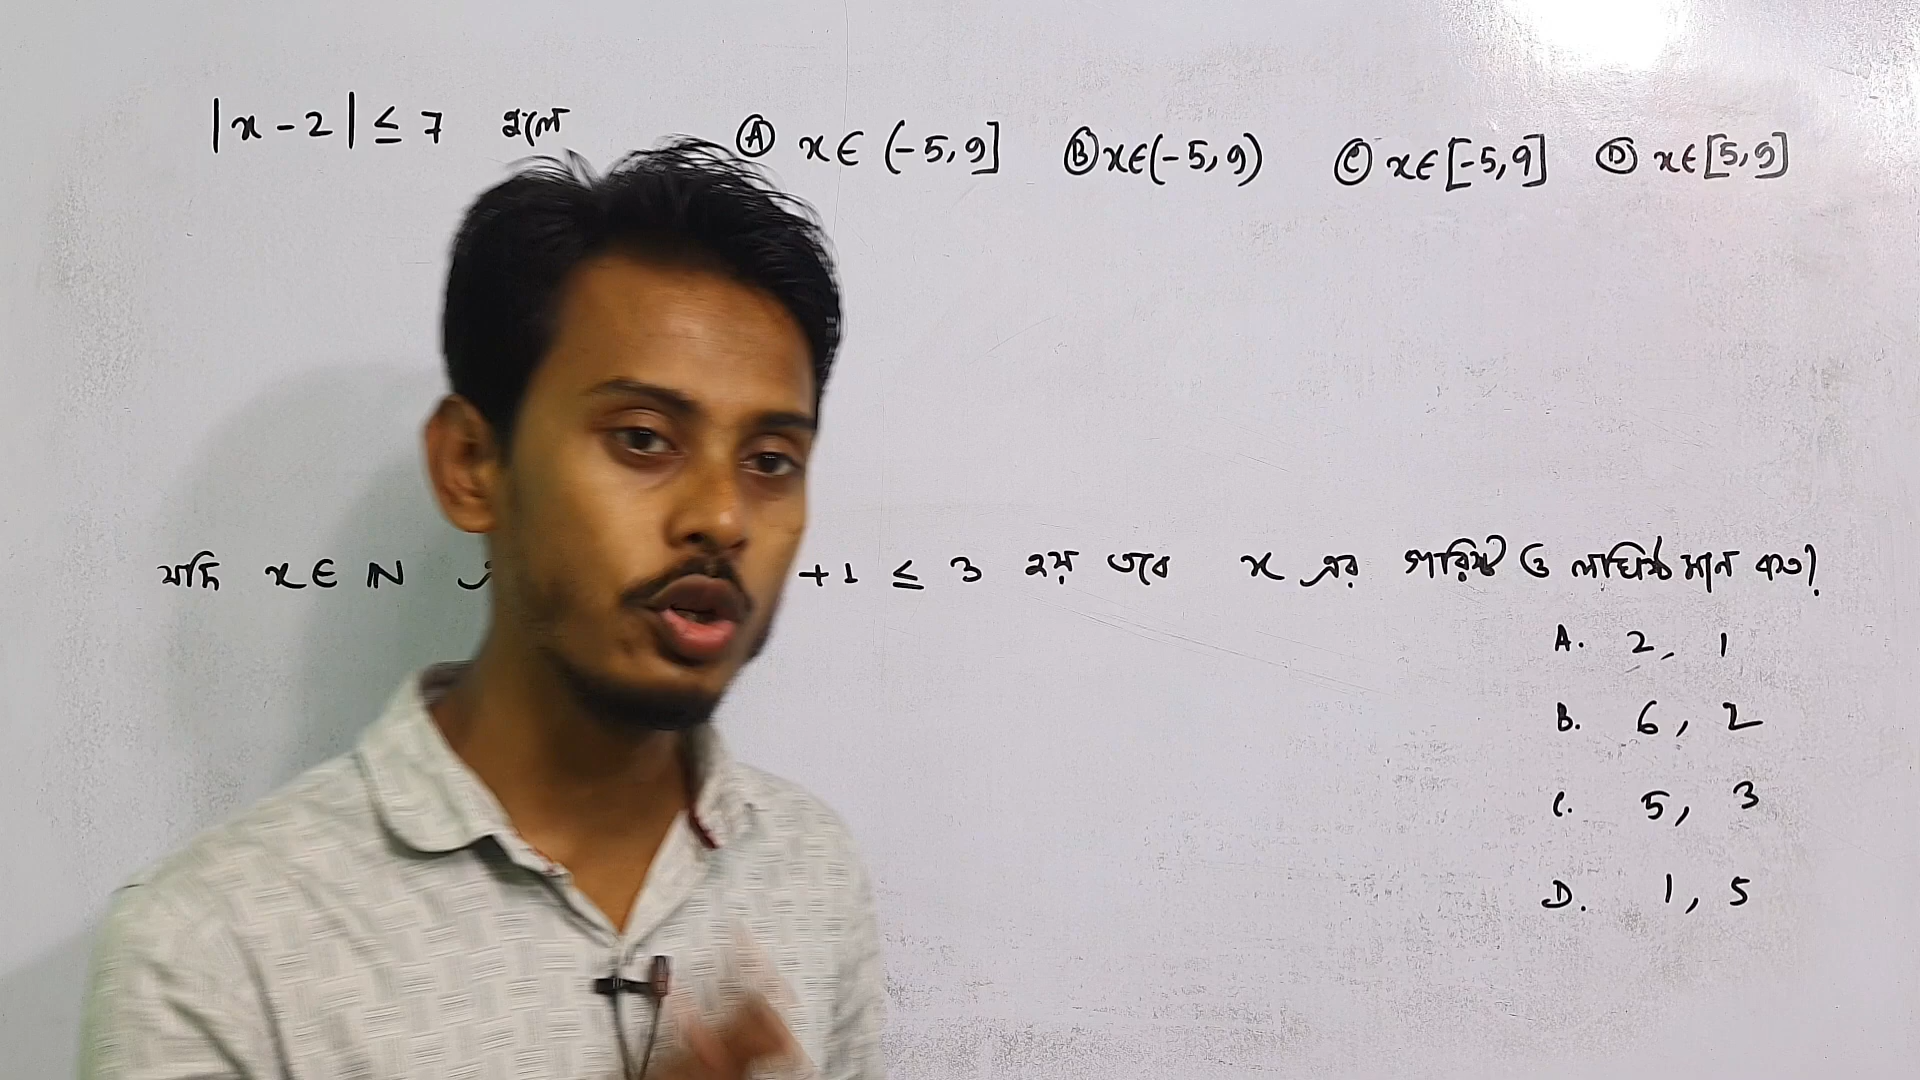 |x - 2| ≤ 7 হলে Ⓐ x ∈ (-5, 9] Ⓑ x ∈ (-5, 9) Ⓒ x ∈ [-5, 9] Ⓓ x ∈ [5, 9]
যদি x ∈ N +1 ≤ 3 হয় তবে x এর গরিষ্ঠ ও লঘিষ্ঠ মান কত?
A. 2, 1
B. 6, 2
C. 5, 3
D. 1, 5